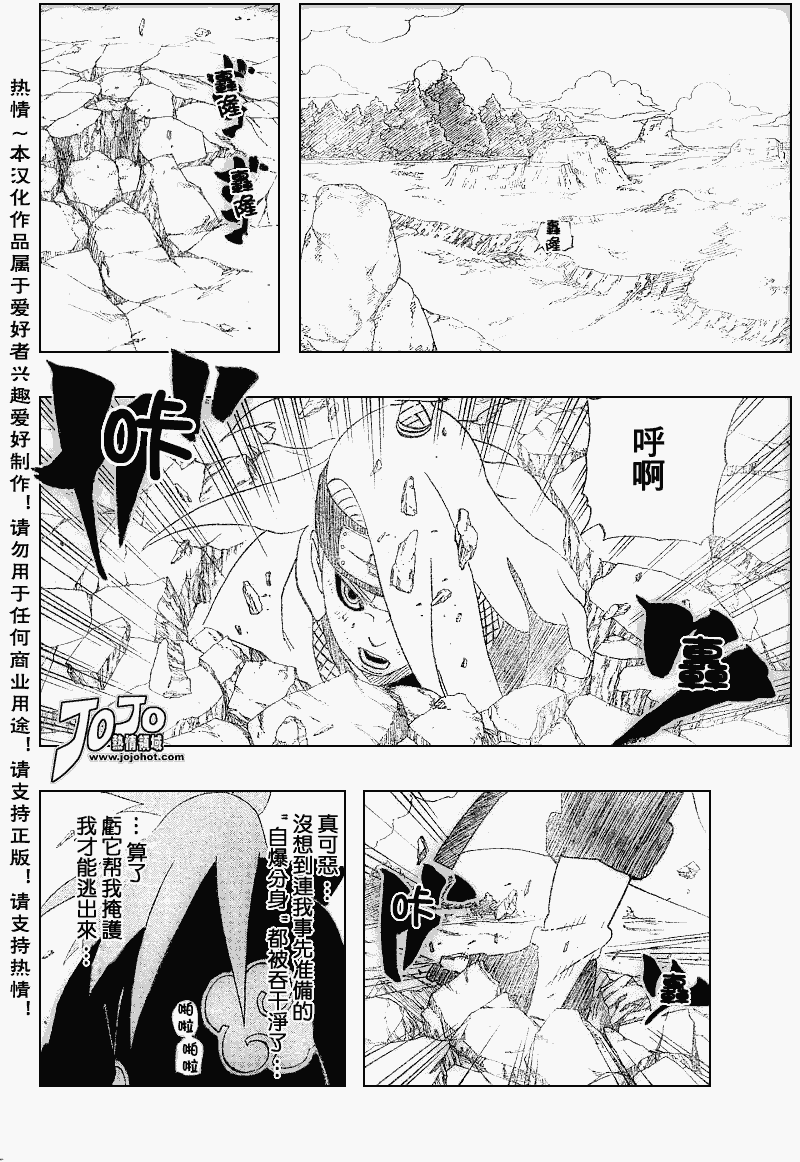 热情～本汉化作品属于爱好者兴趣爱好制作！请勿用于任何商业用途！请支持正版！请支持热情！
轟隆
轟隆
轟隆
呼啊
咔
轟
JOJO
熱情領域
www.jojohot.com
咔
轟
真可惡…
沒想到連我事先准備的
"自爆分身"都被吞干淨了…
…算了
虧它帮我掩護
我才能逃出來…
啪啦
啪啦